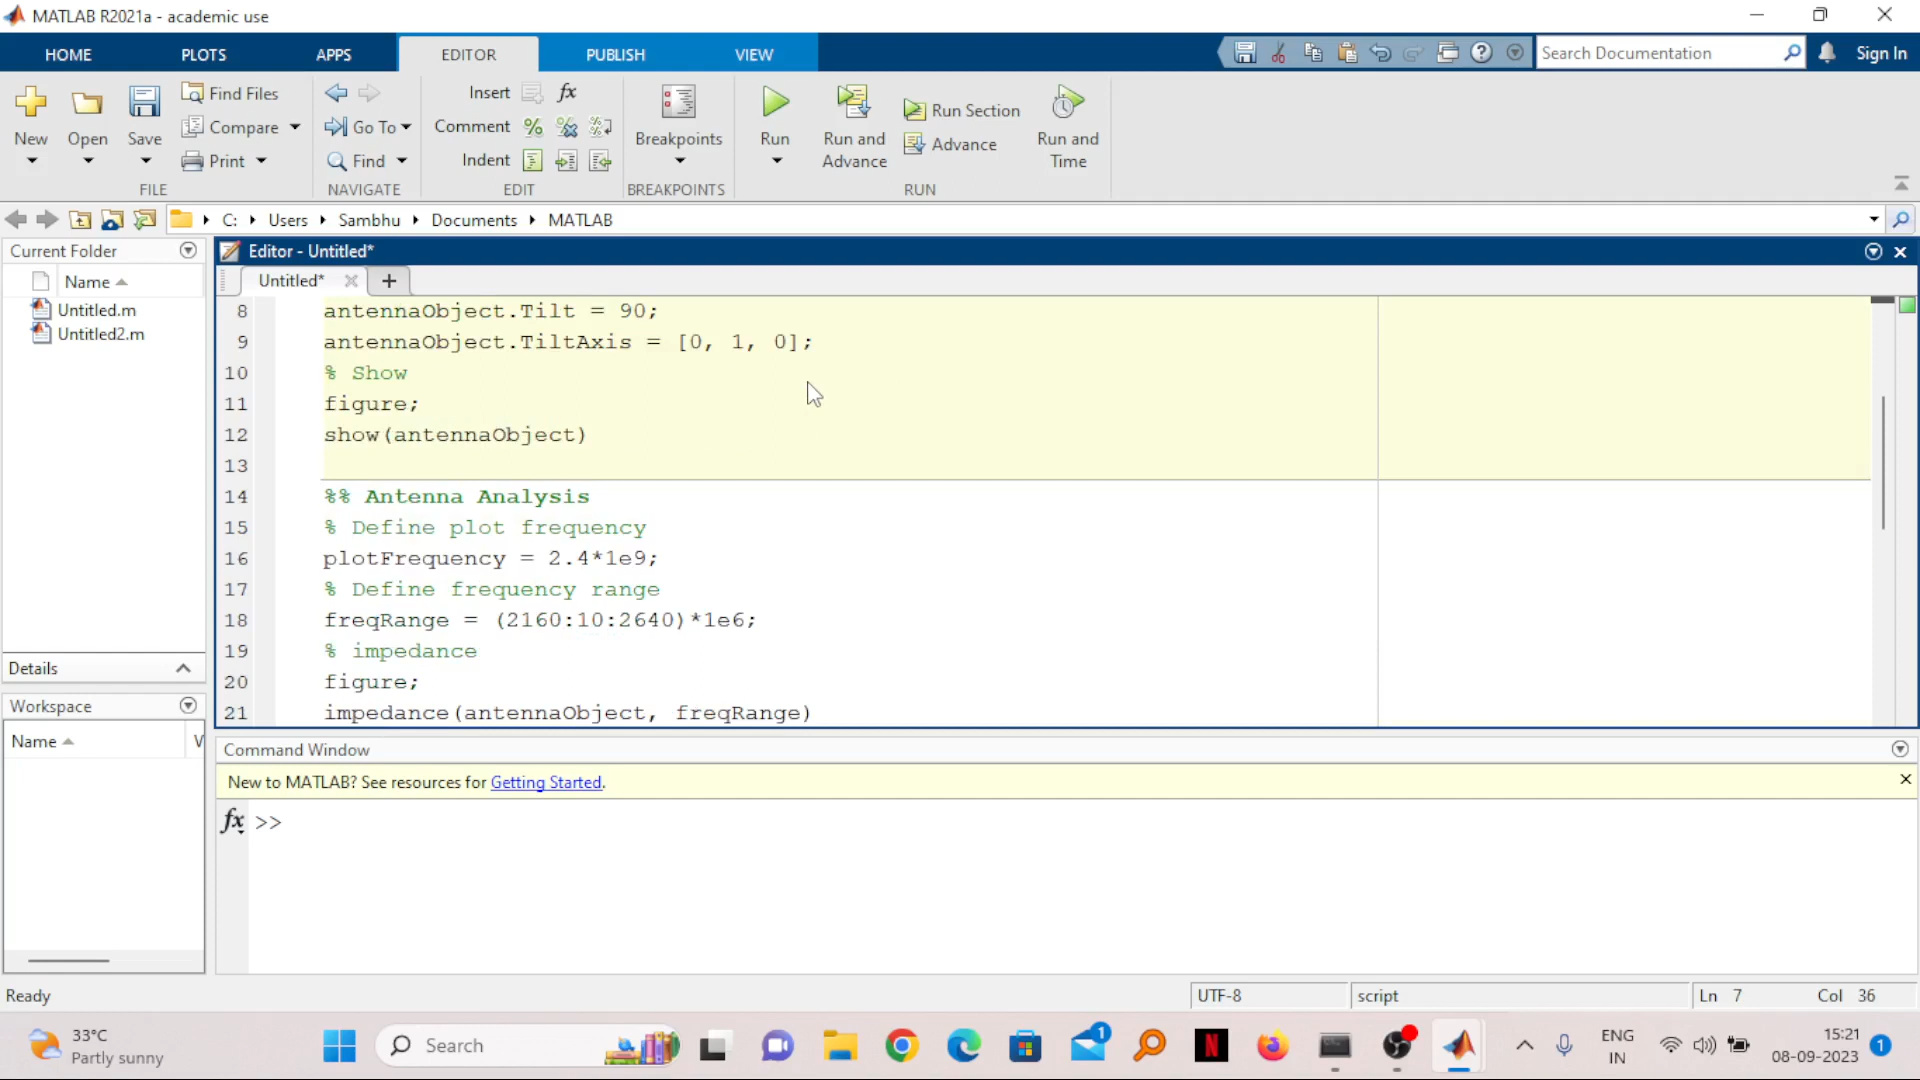 MATLAB R2021a - academic use
HOME PLOTS APPS EDITOR PUBLISH VIEW Search Documentation Sign In
New Open Save Find Files Compare Print FILE
Go To Find NAVIGATE
Insert fx Comment Indent EDIT
Breakpoints BREAKPOINTS
Run Run and Advance Run Section Advance Run and Time RUN
C: Users Sambhu Documents MATLAB
Current Folder
Name
Untitled.m
Untitled2.m
Details
Workspace
Name V
Editor - Untitled*
Untitled* +
8 antennaObject.Tilt = 90;
9 antennaObject.TiltAxis = [0, 1, 0];
10 % Show
11 figure;
12 show(antennaObject)
13
14 %% Antenna Analysis
15 % Define plot frequency
16 plotFrequency = 2.4*1e9;
17 % Define frequency range
18 freqRange = (2160:10:2640)*1e6;
19 % impedance
20 figure;
21 impedance(antennaObject, freqRange)
Command Window
New to MATLAB? See resources for Getting Started.
fx >>
Ready UTF-8 script Ln 7 Col 36
33°C
Partly sunny
Search
1
N
ENG
IN
15:21
08-09-2023
1